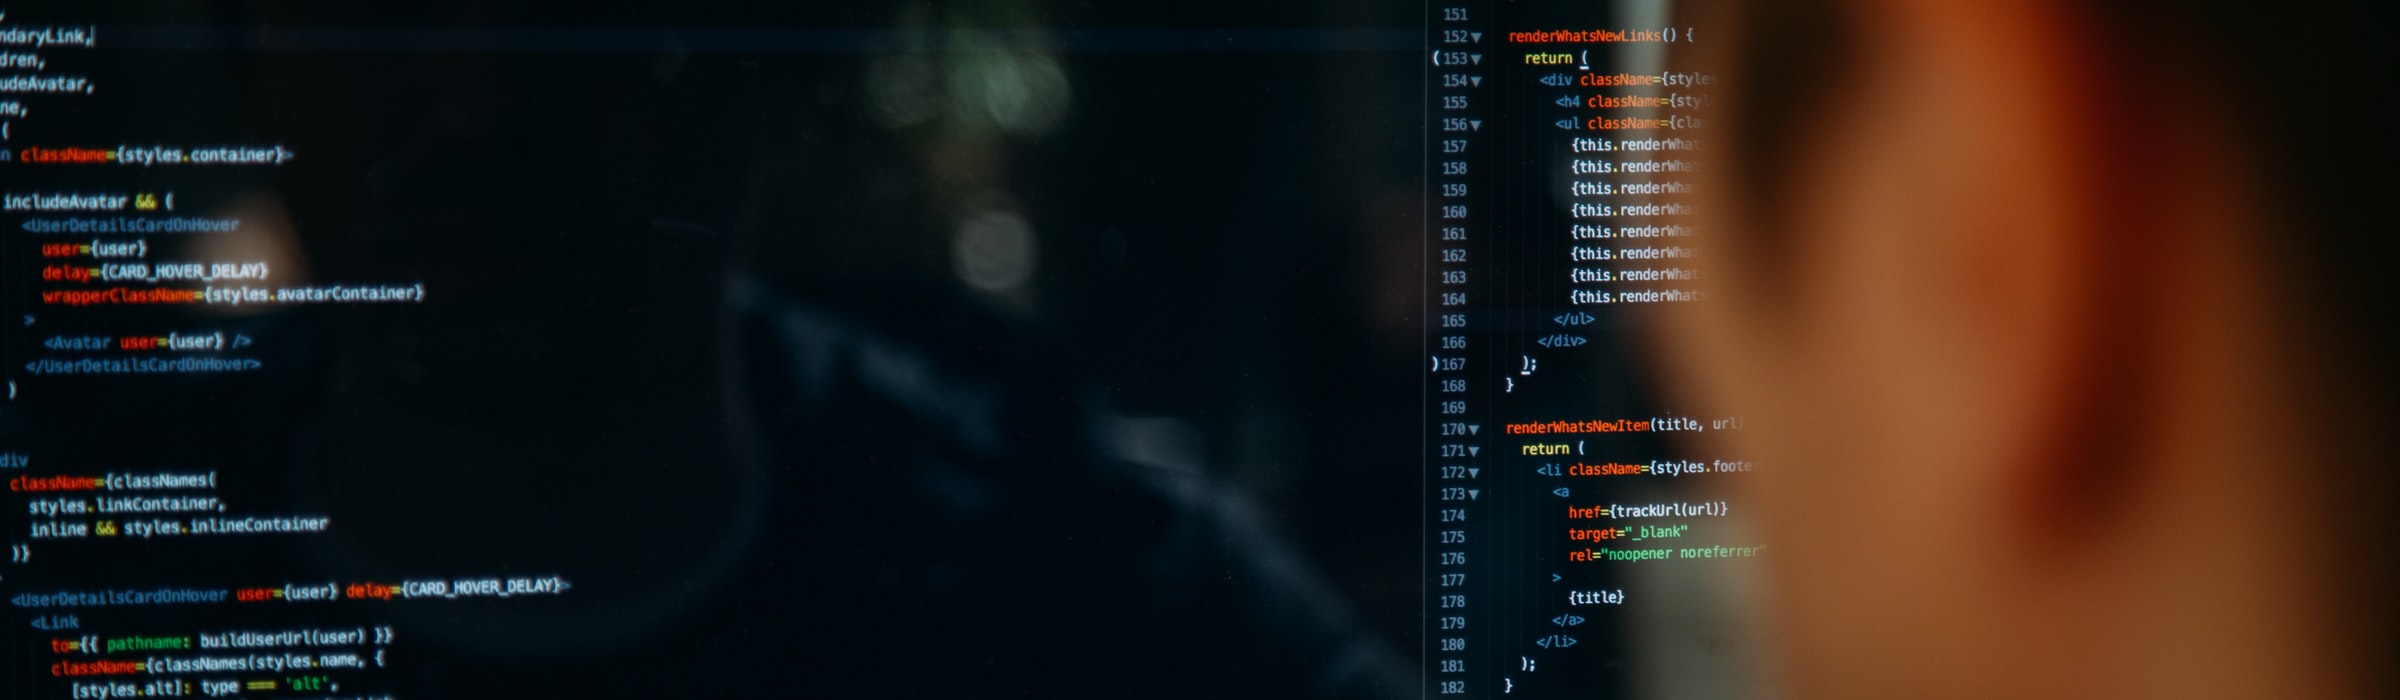 ndaryLink,
dren,
udeAvatar,
ne,
(
className={styles.container}>
includeAvatar && (
<UserDetailsCardOnHover
user={user}
delay={CARD_HOVER_DELAY}
wrapperClassName={styles.avatarContainer}
>
<Avatar user={user} />
</UserDetailsCardOnHover>
)
div
className={classNames(
styles.linkContainer,
inline && styles.inlineContainer
)}
<UserDetailsCardOnHover user={user} delay={CARD_HOVER_DELAY}>
<Link
to={{ pathname: buildUserUrl(user) }}
className={classNames(styles.name, {
[styles.alt]: type === 'alt',
151
152 renderWhatsNewLinks() {
153 return (
154 <div className={styles
155 <h4 className={styl
156 <ul className={clas
157 {this.renderWha
158 {this.renderWha
159 {this.renderWha
160 {this.renderWha
161 {this.renderWha
162 {this.renderWhat
163 {this.renderWhat
164 {this.renderWhats
165 </ul>
166 </div>
167 );
168 }
169
170 renderWhatsNewItem(title, url)
171 return (
172 <li className={styles.foote
173 <a
174 href={trackUrl(url)}
175 target="_blank"
176 rel="noopener noreferrer"
177 >
178 {title}
179 </a>
180 </li>
181 );
182 }